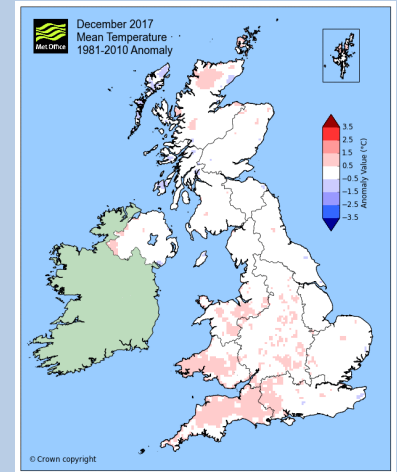 December 2017
Mean Temperature
1981-2010 Anomaly
Met Office
3.5
2.5
1.5
0.5
−0.5
−1.5
−2.5
−3.5
Anomaly Value (°C)
© Crown copyright